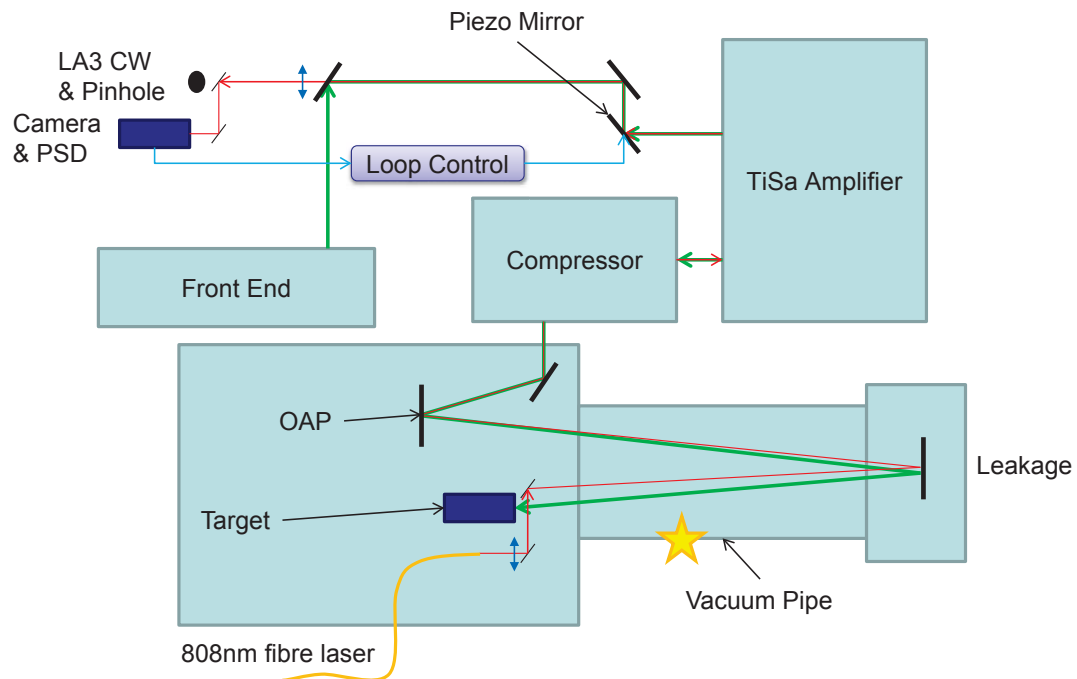 Piezo Mirror
LA3 CW
& Pinhole
Camera
& PSD
Loop Control
TiSa Amplifier
Compressor
Front End
OAP
Leakage
Target
Vacuum Pipe
808nm fibre laser